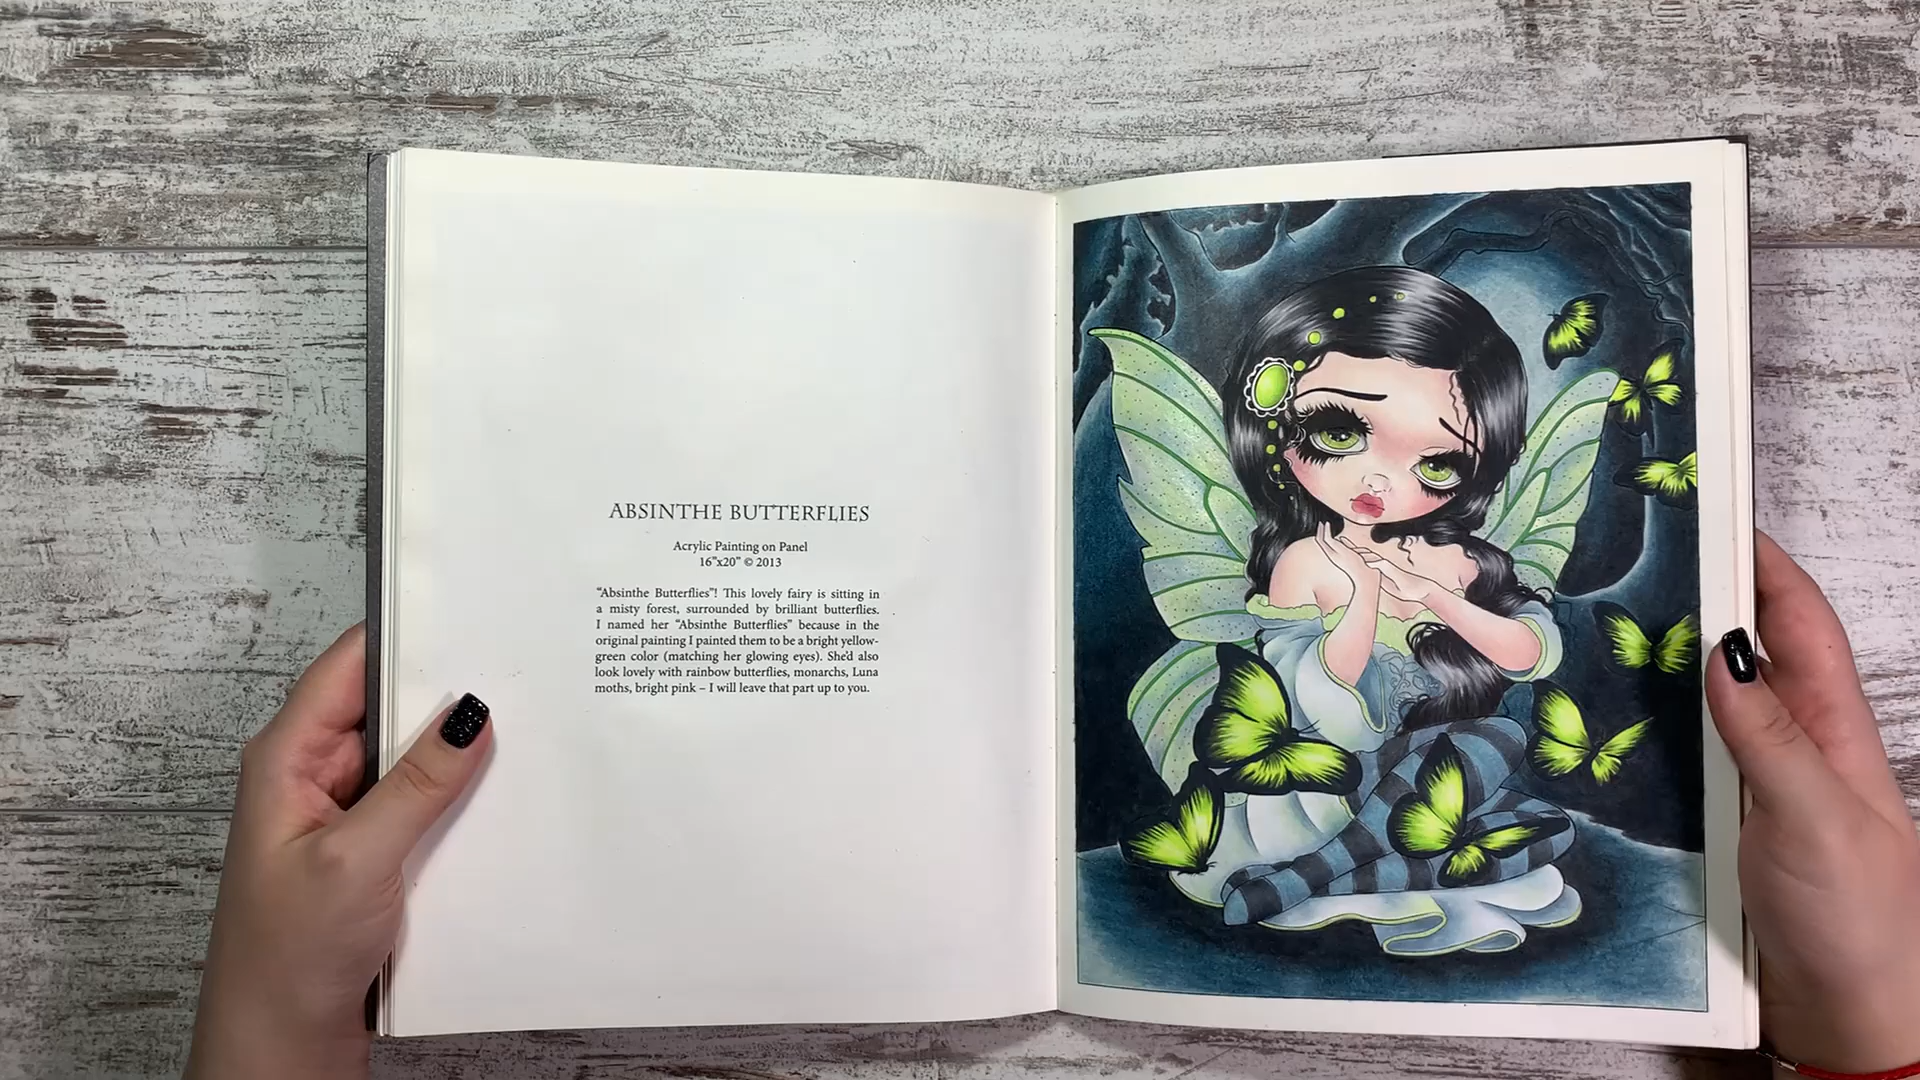 ABSINTHE BUTTERFLIES
Acrylic Painting on Panel
16”x20” © 2013
“Absinthe Butterflies”! This lovely fairy is sitting in
a misty forest, surrounded by brilliant butterflies.
I named her “Absinthe Butterflies” because in the
original painting I painted them to be a bright yellow-
green color (matching her glowing eyes). She’d also
look lovely with rainbow butterflies, monarchs, Luna
moths, bright pink – I will leave that part up to you.